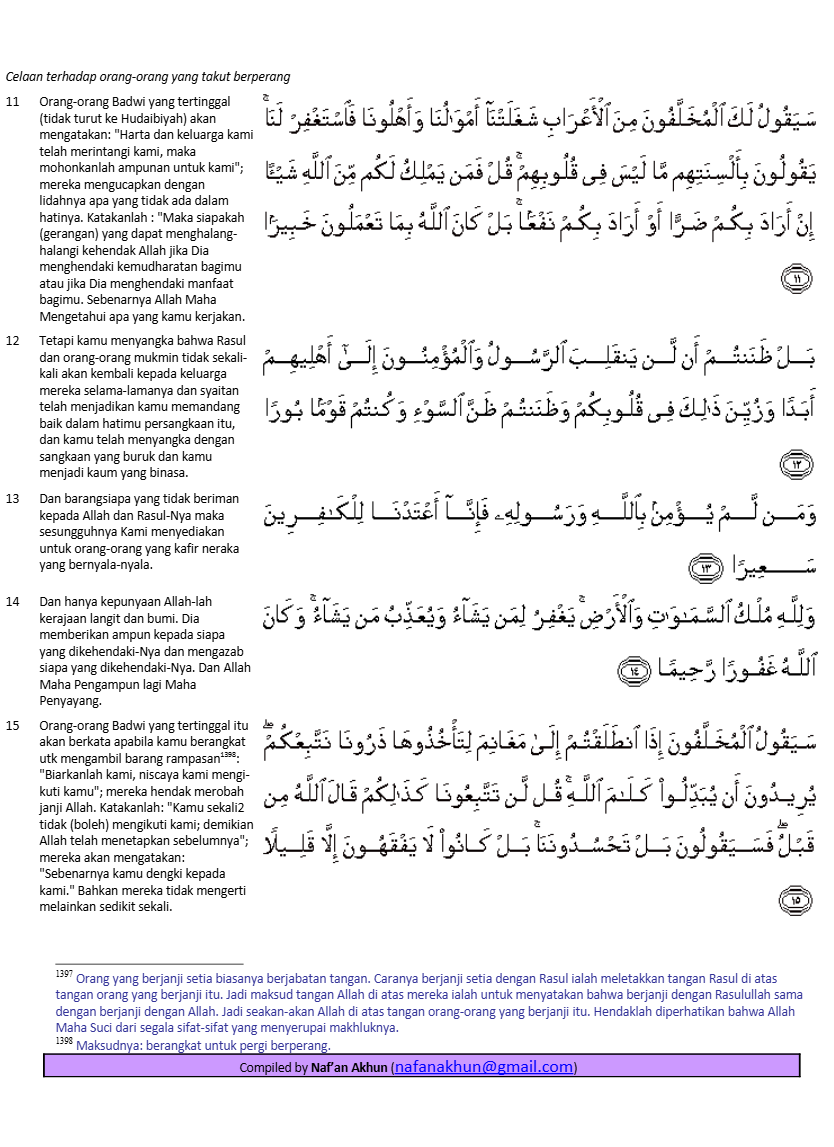 Celaan terhadap orang-orang yang takut berperang
11 Orang-orang Badwi yang tertinggal
(tidak turut ke Hudaibiyah) akan
mengatakan: "Harta dan keluarga kami
telah merintangi kami, maka
mohonkanlah ampunan untuk kami";
mereka mengucapkan dengan
lidahnya apa yang tidak ada dalam
hatinya. Katakanlah : "Maka siapakah
(gerangan) yang dapat menghalang-
halangi kehendak Allah jika Dia
menghendaki kemudharatan bagimu
atau jika Dia menghendaki manfaat
bagimu. Sebenarnya Allah Maha
Mengetahui apa yang kamu kerjakan.
سَيَقُولُ لَكَ ٱلْمُخَلَّفُونَ مِنَ ٱلْأَعْرَابِ شَغَلَتْنَآ أَمْوَٰلُنَا وَأَهْلُونَا فَٱسْتَغْفِرْ لَنَا ۚ
يَقُولُونَ بِأَلْسِنَتِهِم مَّا لَيْسَ فِى قُلُوبِهِمْ ۚ قُلْ فَمَن يَمْلِكُ لَكُم مِّنَ ٱللَّهِ شَيْـًٔا
إِنْ أَرَادَ بِكُمْ ضَرًّا أَوْ أَرَادَ بِكُمْ نَفْعًۢا ۚ بَلْ كَانَ ٱللَّهُ بِمَا تَعْمَلُونَ خَبِيرًۢا
١١
12 Tetapi kamu menyangka bahwa Rasul
dan orang-orang mukmin tidak sekali-
kali akan kembali kepada keluarga
mereka selama-lamanya dan syaitan
telah menjadikan kamu memandang
baik dalam hatimu persangkaan itu,
dan kamu telah menyangka dengan
sangkaan yang buruk dan kamu
menjadi kaum yang binasa.
بَلْ ظَنَنتُمْ أَن لَّن يَنقَلِبَ ٱلرَّسُولُ وَٱلْمُؤْمِنُونَ إِلَىٰٓ أَهْلِيهِمْ
أَبَدًا وَزُيِّنَ ذَٰلِكَ فِى قُلُوبِكُمْ وَظَنَنتُمْ ظَنَّ ٱلسَّوْءِ وَكُنتُمْ قَوْمًۢا بُورًا
١٢
13 Dan barangsiapa yang tidak beriman
kepada Allah dan Rasul-Nya maka
sesungguhnya Kami menyediakan
untuk orang-orang yang kafir neraka
yang bernyala-nyala.
وَمَن لَّمْ يُؤْمِنۢ بِٱللَّهِ وَرَسُولِهِۦ فَإِنَّآ أَعْتَدْنَا لِلْكَـٰفِرِينَ
سَعِيرًا ١٣
14 Dan hanya kepunyaan Allah-lah
kerajaan langit dan bumi. Dia
memberikan ampun kepada siapa
yang dikehendaki-Nya dan mengazab
siapa yang dikehendaki-Nya. Dan Allah
Maha Pengampun lagi Maha
Penyayang.
وَلِلَّهِ مُلْكُ ٱلسَّمَـٰوَٰتِ وَٱلْأَرْضِ ۚ يَغْفِرُ لِمَن يَشَآءُ وَيُعَذِّبُ مَن يَشَآءُ ۚ وَكَانَ
ٱللَّهُ غَفُورًا رَّحِيمًا ١٤
15 Orang-orang Badwi yang tertinggal itu
akan berkata apabila kamu berangkat
utk mengambil barang rampasan1398:
"Biarkanlah kami, niscaya kami mengi-
kuti kamu"; mereka hendak merobah
janji Allah. Katakanlah: "Kamu sekali2
tidak (boleh) mengikuti kami; demikian
Allah telah menetapkan sebelumnya";
mereka akan mengatakan:
"Sebenarnya kamu dengki kepada
kami." Bahkan mereka tidak mengerti
melainkan sedikit sekali.
سَيَقُولُ ٱلْمُخَلَّفُونَ إِذَا ٱنطَلَقْتُمْ إِلَىٰ مَغَانِمَ لِتَأْخُذُوهَا ذَرُونَا نَتَّبِعْكُمْ ۖ
يُرِيدُونَ أَن يُبَدِّلُوا۟ كَلَـٰمَ ٱللَّهِ ۚ قُل لَّن تَتَّبِعُونَا كَذَٰلِكُمْ قَالَ ٱللَّهُ مِن
قَبْلُ ۖ فَسَيَقُولُونَ بَلْ تَحْسُدُونَنَا ۚ بَلْ كَانُوا۟ لَا يَفْقَهُونَ إِلَّا قَلِيلًا
١٥
1397 Orang yang berjanji setia biasanya berjabatan tangan. Caranya berjanji setia dengan Rasul ialah meletakkan tangan Rasul di atas
tangan orang yang berjanji itu. Jadi maksud tangan Allah di atas mereka ialah untuk menyatakan bahwa berjanji dengan Rasulullah sama
dengan berjanji dengan Allah. Jadi seakan-akan Allah di atas tangan orang-orang yang berjanji itu. Hendaklah diperhatikan bahwa Allah
Maha Suci dari segala sifat-sifat yang menyerupai makhluknya.
1398 Maksudnya: berangkat untuk pergi berperang.
Compiled by Naf'an Akhun (nafanakhun@gmail.com)